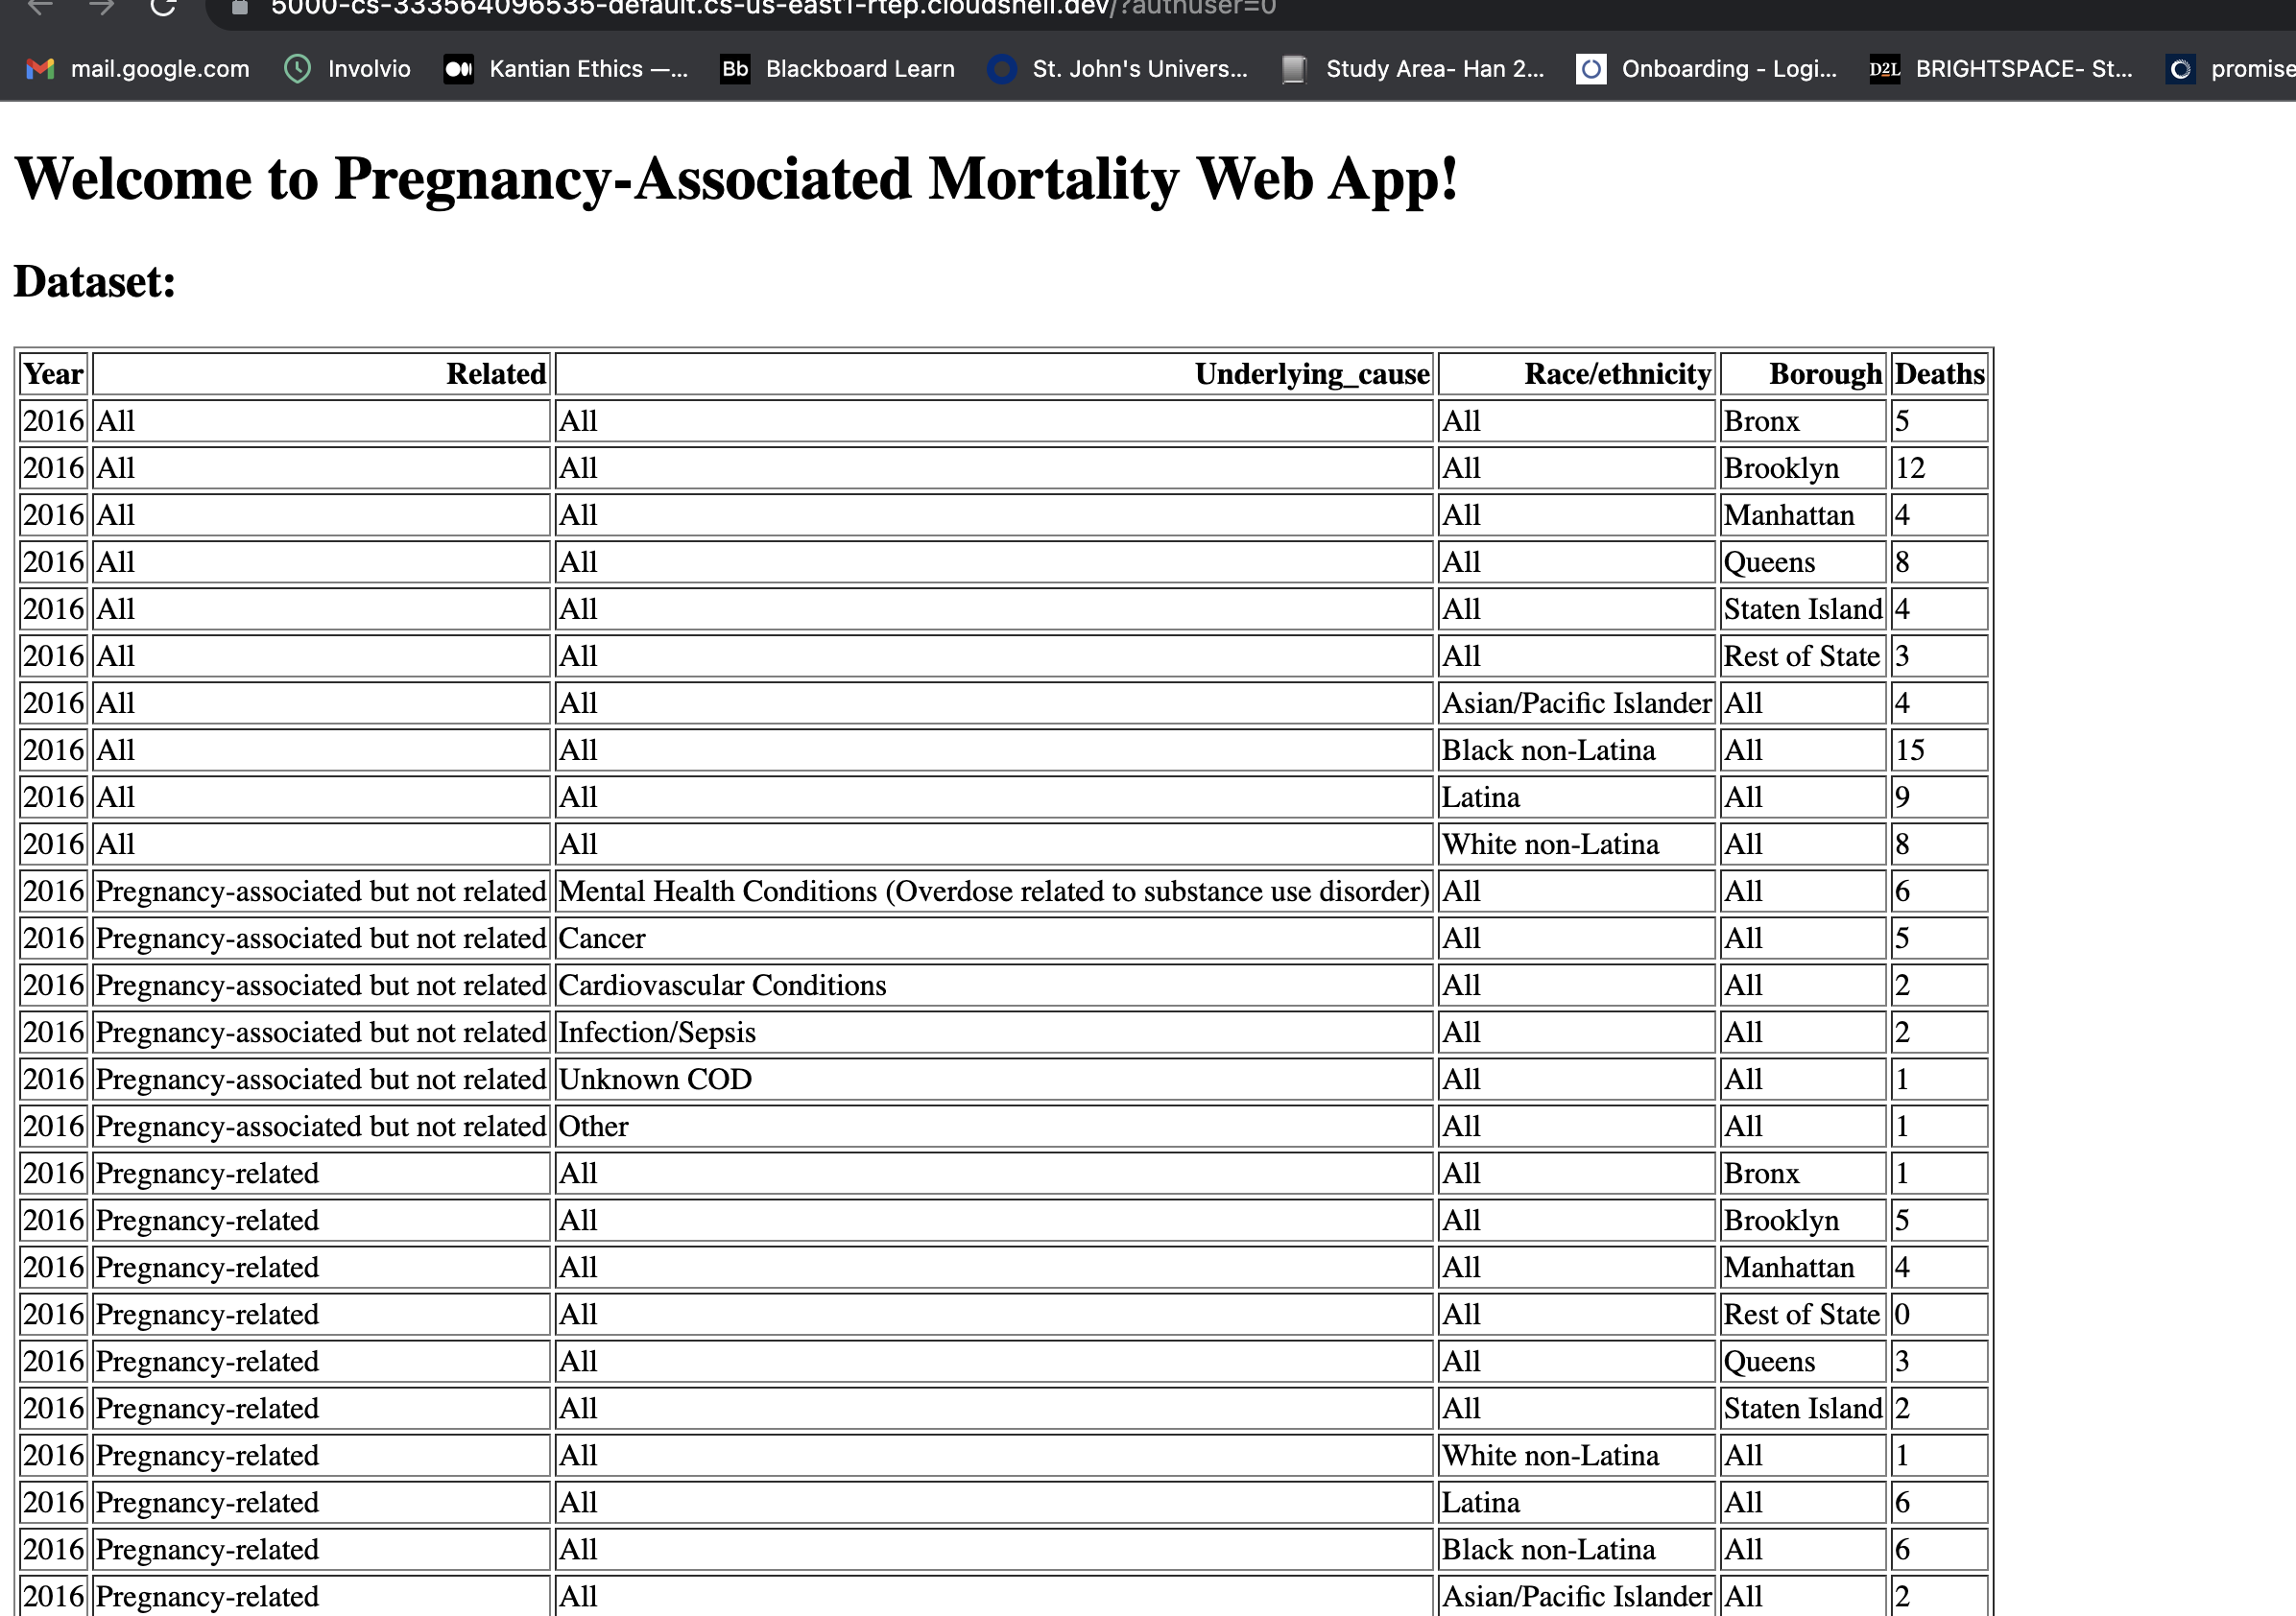 5000-cs-333564096535-default.cs-us-east1-rtep.cloudshell.dev/?authuser=0
mail.google.com Involvio Kantian Ethics —... Bb Blackboard Learn St. John's Univers... Study Area- Han 2... Onboarding - Logi... D2L BRIGHTSPACE- St... promise
Welcome to Pregnancy-Associated Mortality Web App!
Dataset:
Year Related Underlying_cause Race/ethnicity Borough Deaths
2016 All All All Bronx 5
2016 All All All Brooklyn 12
2016 All All All Manhattan 4
2016 All All All Queens 8
2016 All All All Staten Island 4
2016 All All All Rest of State 3
2016 All All Asian/Pacific Islander All 4
2016 All All Black non-Latina All 15
2016 All All Latina All 9
2016 All All White non-Latina All 8
2016 Pregnancy-associated but not related Mental Health Conditions (Overdose related to substance use disorder) All All 6
2016 Pregnancy-associated but not related Cancer All All 5
2016 Pregnancy-associated but not related Cardiovascular Conditions All All 2
2016 Pregnancy-associated but not related Infection/Sepsis All All 2
2016 Pregnancy-associated but not related Unknown COD All All 1
2016 Pregnancy-associated but not related Other All All 1
2016 Pregnancy-related All All Bronx 1
2016 Pregnancy-related All All Brooklyn 5
2016 Pregnancy-related All All Manhattan 4
2016 Pregnancy-related All All Rest of State 0
2016 Pregnancy-related All All Queens 3
2016 Pregnancy-related All All Staten Island 2
2016 Pregnancy-related All White non-Latina All 1
2016 Pregnancy-related All Latina All 6
2016 Pregnancy-related All Black non-Latina All 6
2016 Pregnancy-related All Asian/Pacific Islander All 2